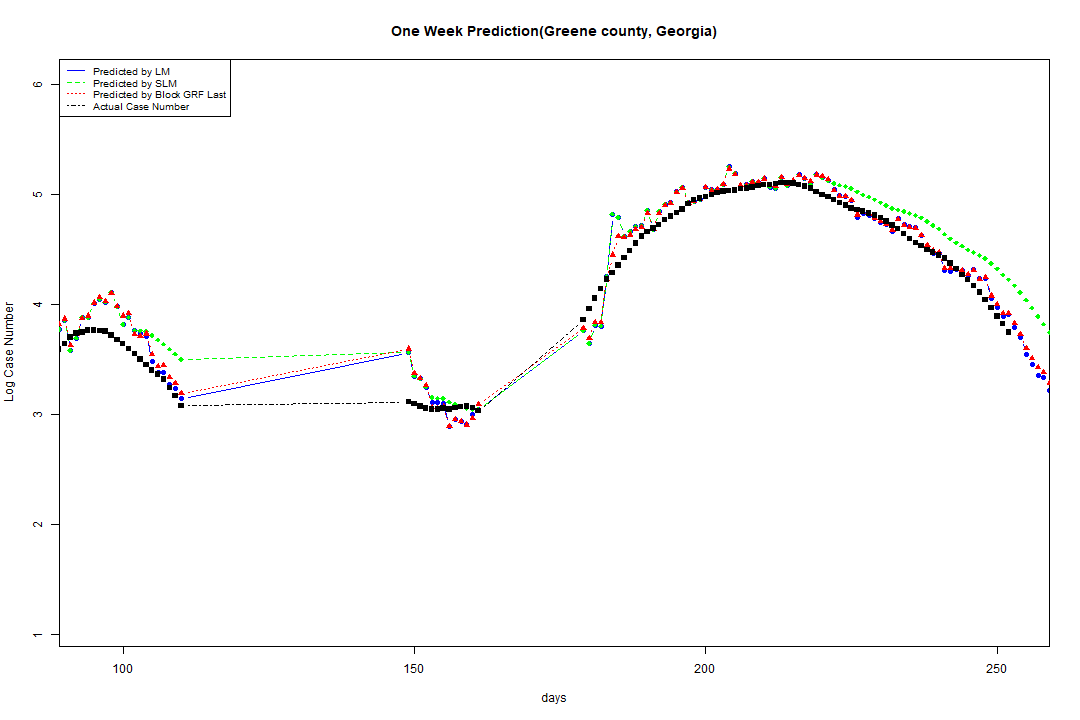 One Week Prediction(Greene county, Georgia)
Predicted by LM
Predicted by SLM
Predicted by Block GRF Last
Actual Case Number
6
5
4
3
2
1
Log Case Number
100 150 200 250
days